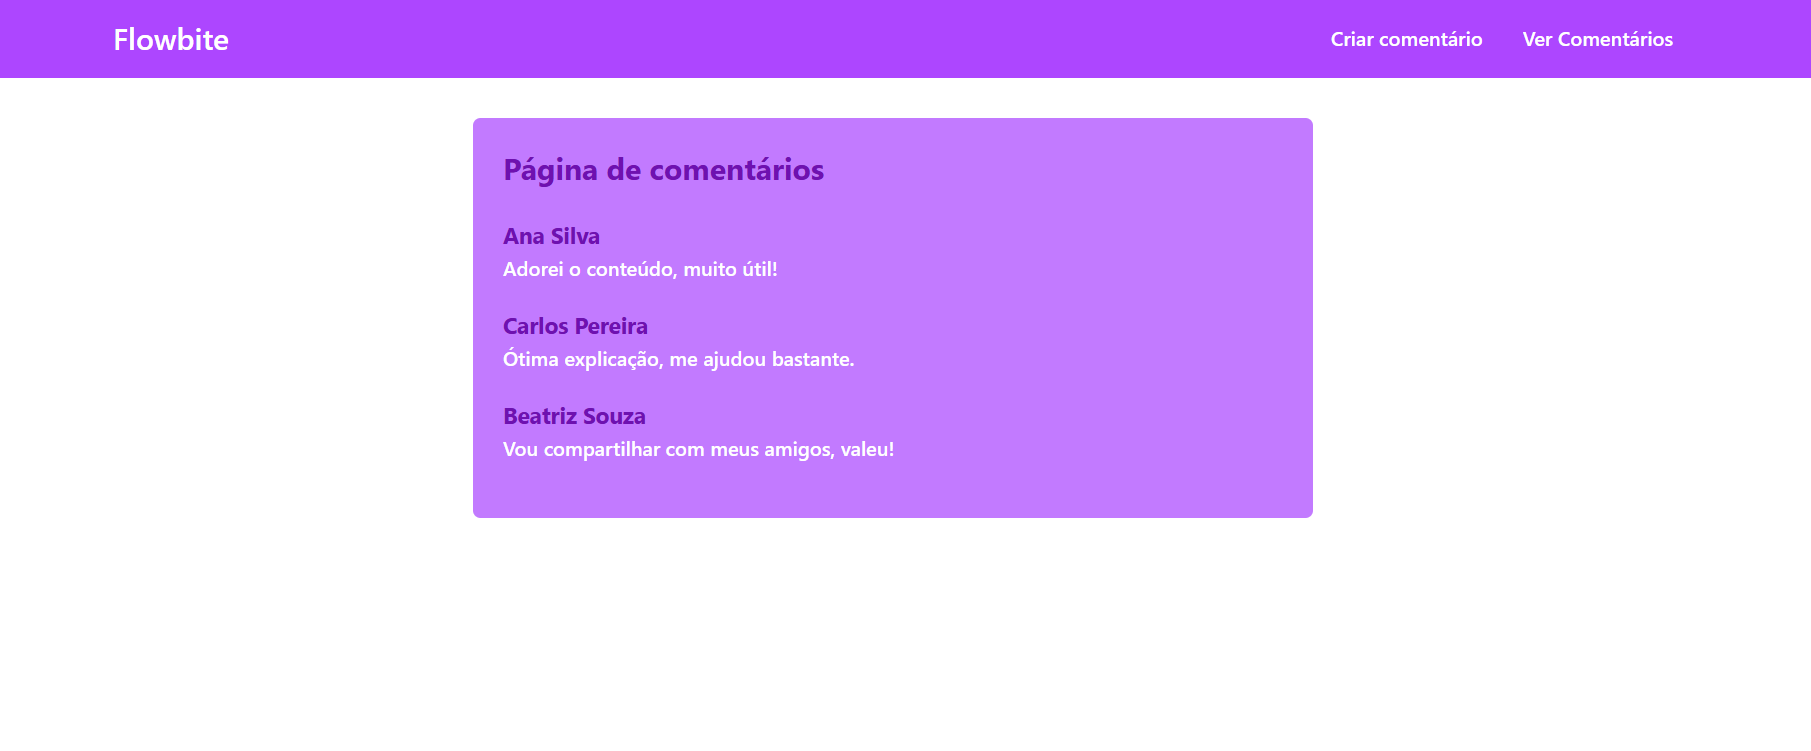 Flowbite
Criar comentário
Ver Comentários
Página de comentários
Ana Silva
Adorei o conteúdo, muito útil!
Carlos Pereira
Ótima explicação, me ajudou bastante.
Beatriz Souza
Vou compartilhar com meus amigos, valeu!